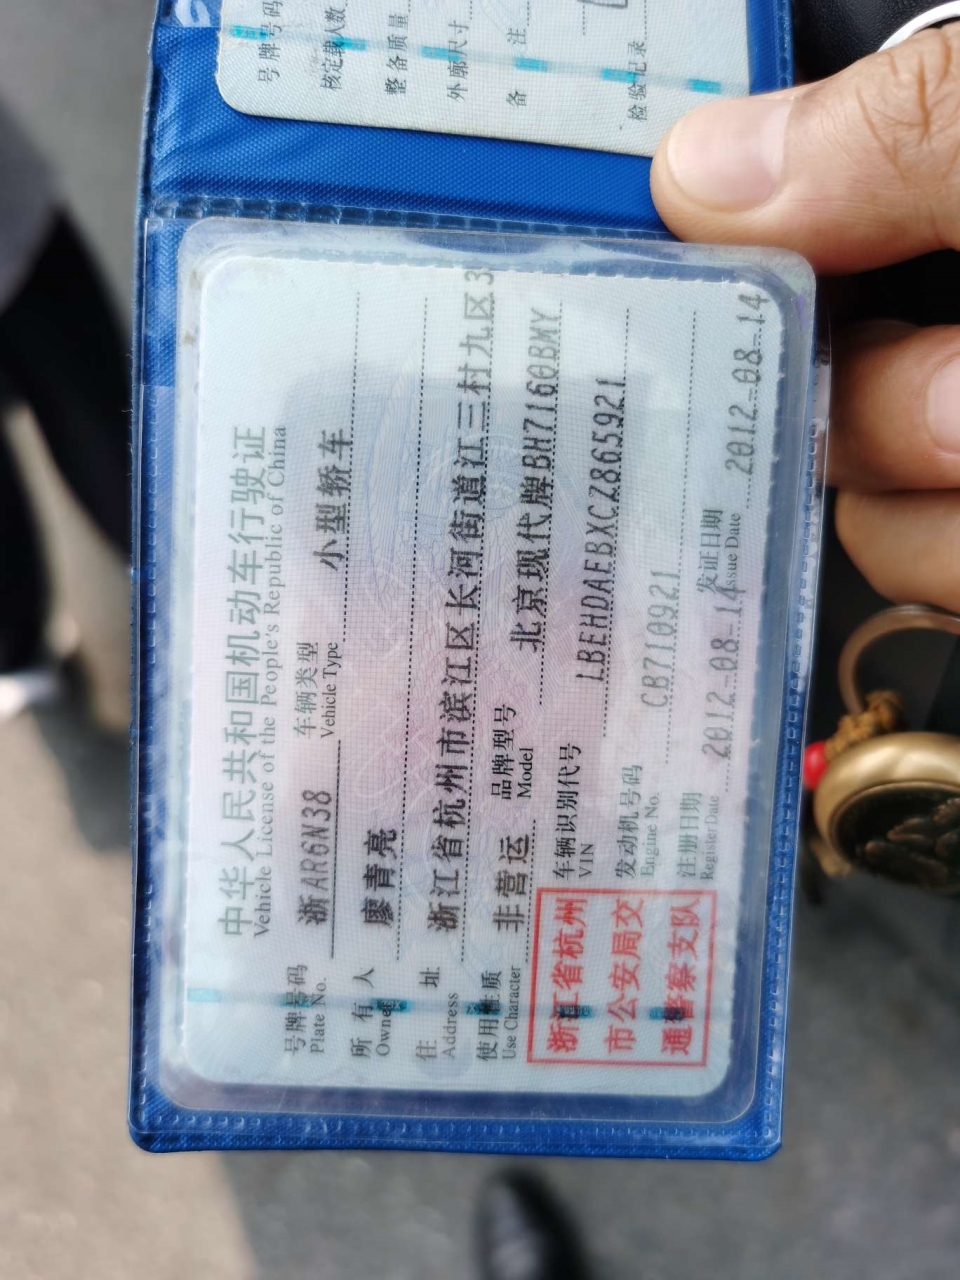 号牌号码
核定载人数
整备质量
外廓尺寸
备 注
检验记录
中华人民共和国机动车行驶证
Vehicle License of the People's Republic of China
号牌号码 浙AR6N38 车辆类型 小型轿车
Plate No. Vehicle Type
所有人 廖青亮
Owner
住 址 浙江省杭州市滨江区长河街道江三村九区3
Address
使用性质 非营运 品牌型号 北京现代牌BH7160BMY
Use Character Model
浙江省杭州
市公安局交
通警察支队
车辆识别代号 LBEHDAEBXCZ865921
VIN
发动机号码 CB710921
Engine No.
注册日期 2012-08-14 发证日期 2012-08-14
Register Date Issue Date